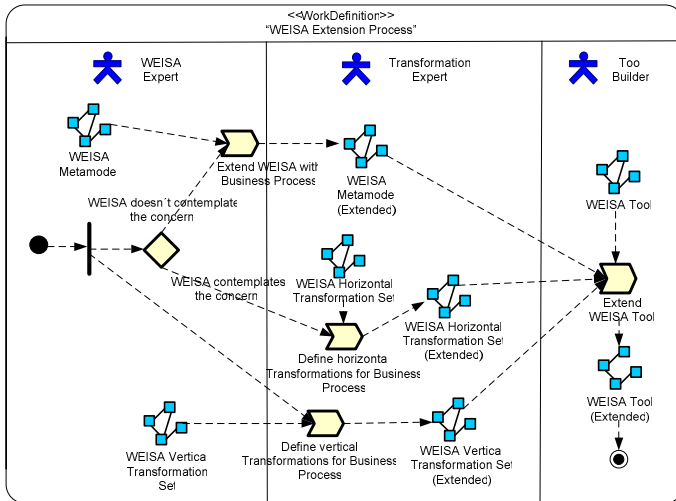 <<WorkDefinition>>
“WEISA Extension Process”
WEISA
Expert
Transformation
Expert
Too
Builder
WEISA
Metamode
Extend WEISA with
Business Process
WEISA
Metamode
(Extended)
WEISA Tool
WEISA doesn´t contemplate
the concern
WEISA contemplates
the concern
WEISA Horizontal
Transformation Set
WEISA Horizontal
Transformation Set
(Extended)
Extend
WEISA Tool
Define horizonta
Transformations for Business
Process
WEISA Tool
(Extended)
WEISA Vertica
Transformation
Set
Define vertical
Transformations for Business
Process
WEISA Vertica
Transformation Set
(Extended)